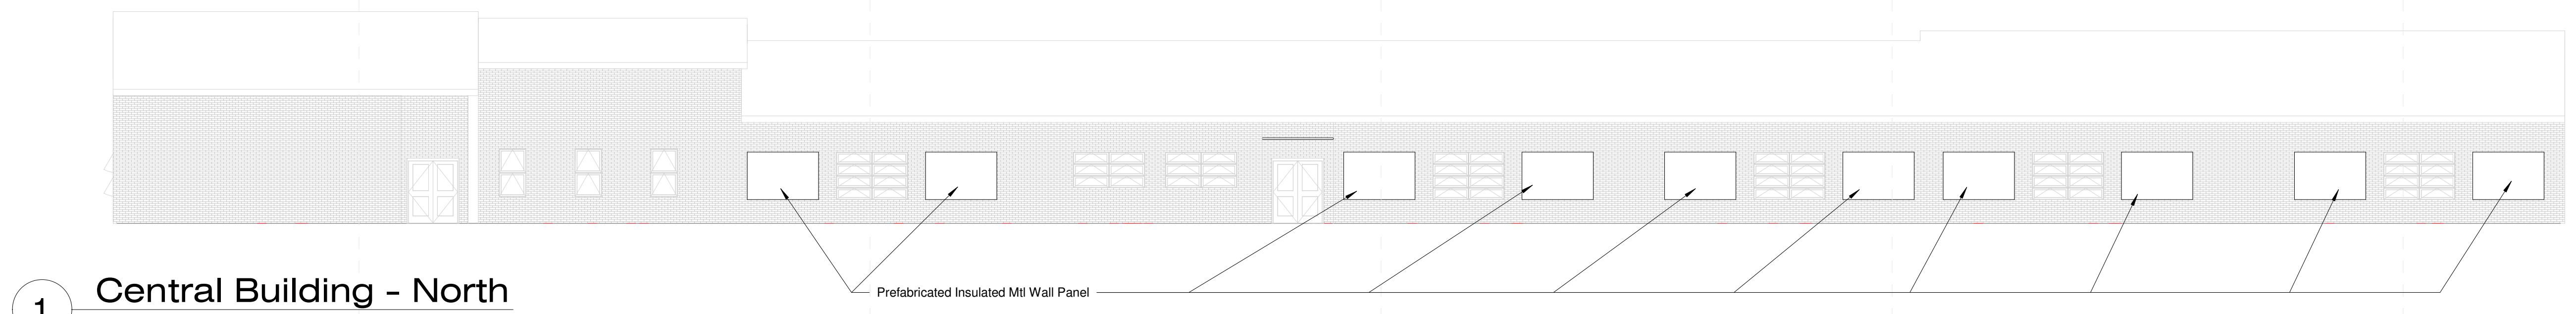 Prefabricated Insulated Mtl Wall Panel
1
Central Building - North